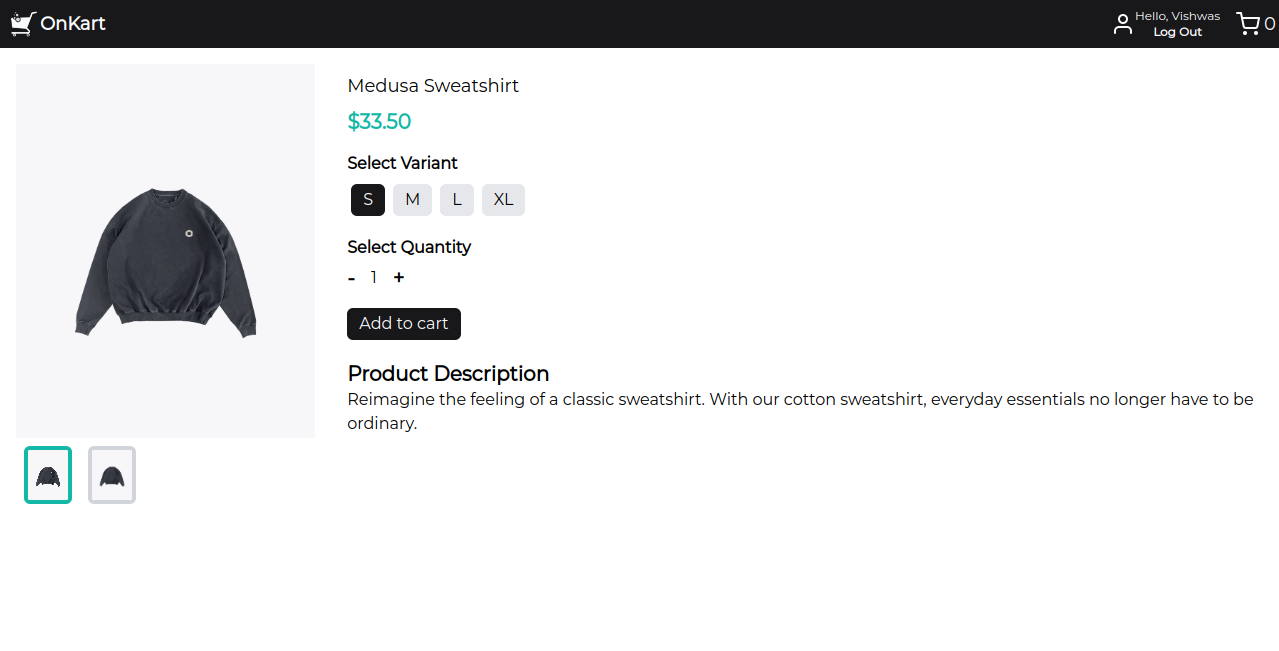 OnKart
Hello, Vishwas
Log Out
0
Medusa Sweatshirt
$33.50
Select Variant
S M L XL
Select Quantity
- 1 +
Add to cart
Product Description
Reimagine the feeling of a classic sweatshirt. With our cotton sweatshirt, everyday essentials no longer have to be
ordinary.